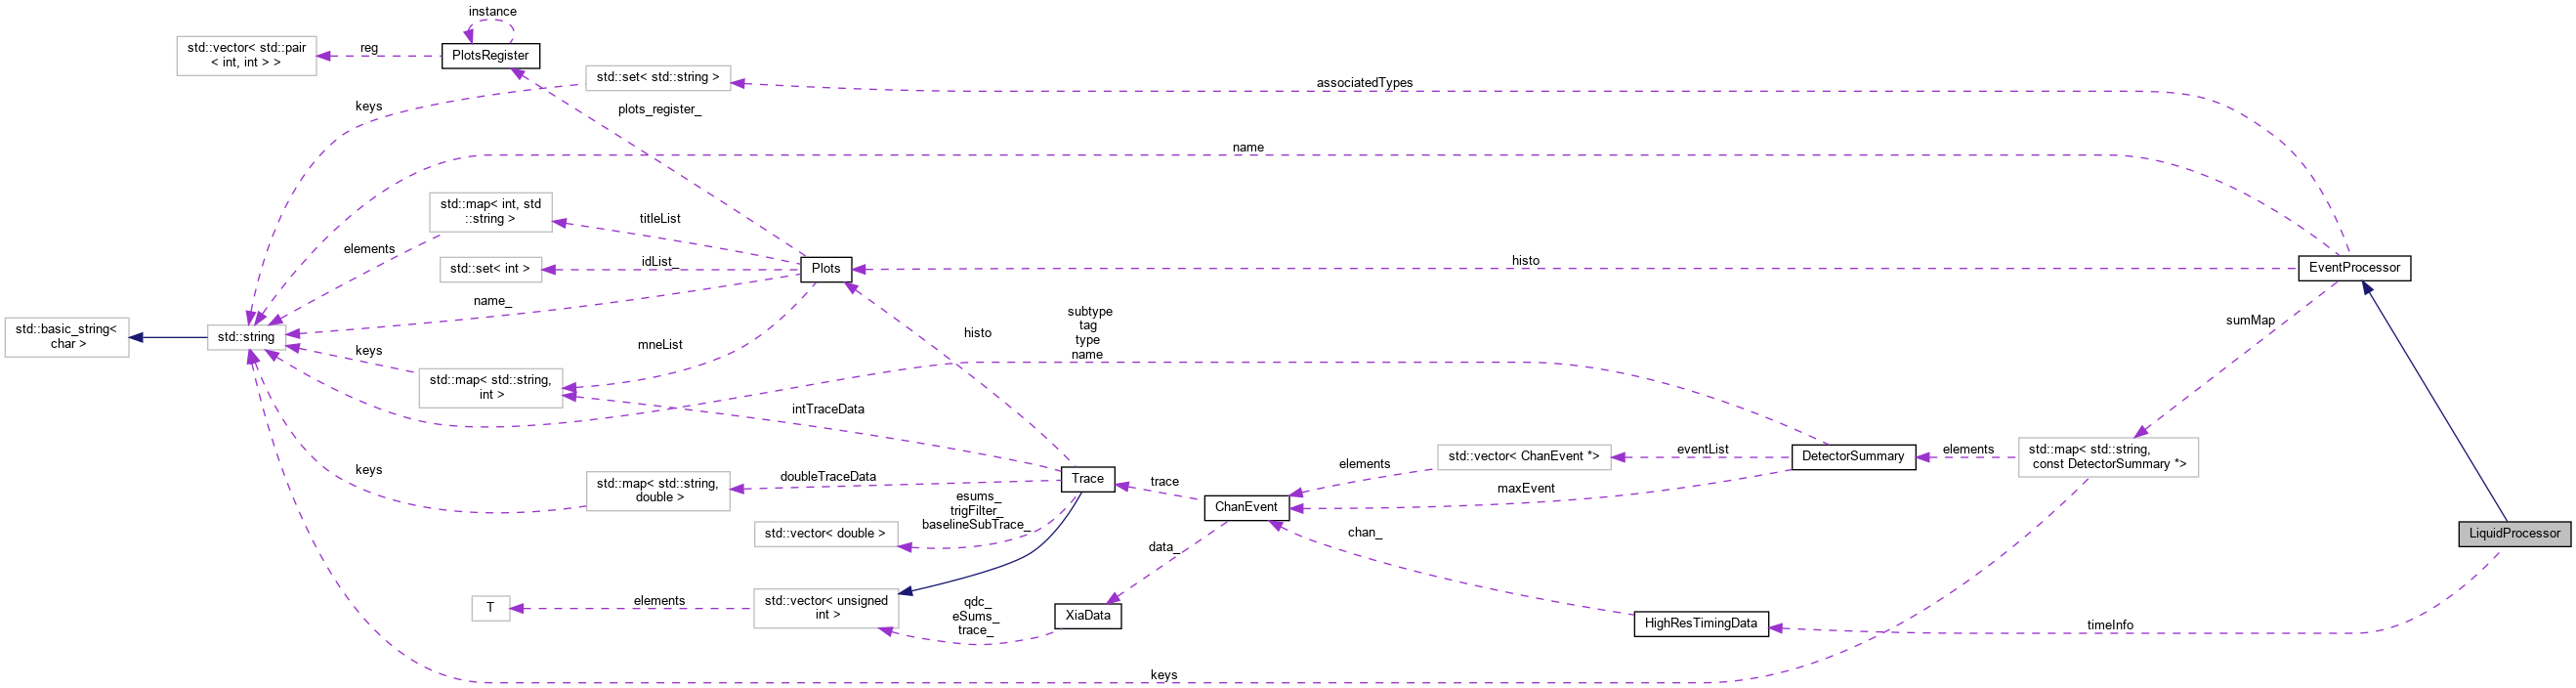 instance
std::vector< std::pair
< int, int > >
reg
PlotsRegister
std::set< std::string >
associatedTypes
keys
plots_register_
name
std::map< int, std
::string >
titleList
elements
std::set< int >
idList_
Plots
histo
EventProcessor
name_
std::basic_string<
char >
std::string
histo
subtype
tag
type
name
sumMap
keys
mneList
std::map< std::string,
int >
intTraceData
keys
std::map< std::string,
double >
doubleTraceData
Trace
trace
elements
std::vector< ChanEvent *>
eventList
DetectorSummary
elements
std::map< std::string,
const DetectorSummary *>
maxEvent
esums_
trigFilter_
baselineSubTrace_
std::vector< double >
ChanEvent
chan_
LiquidProcessor
data_
T
elements
std::vector< unsigned
int >
qdc_
eSums_
trace_
XiaData
HighResTimingData
timeInfo
keys